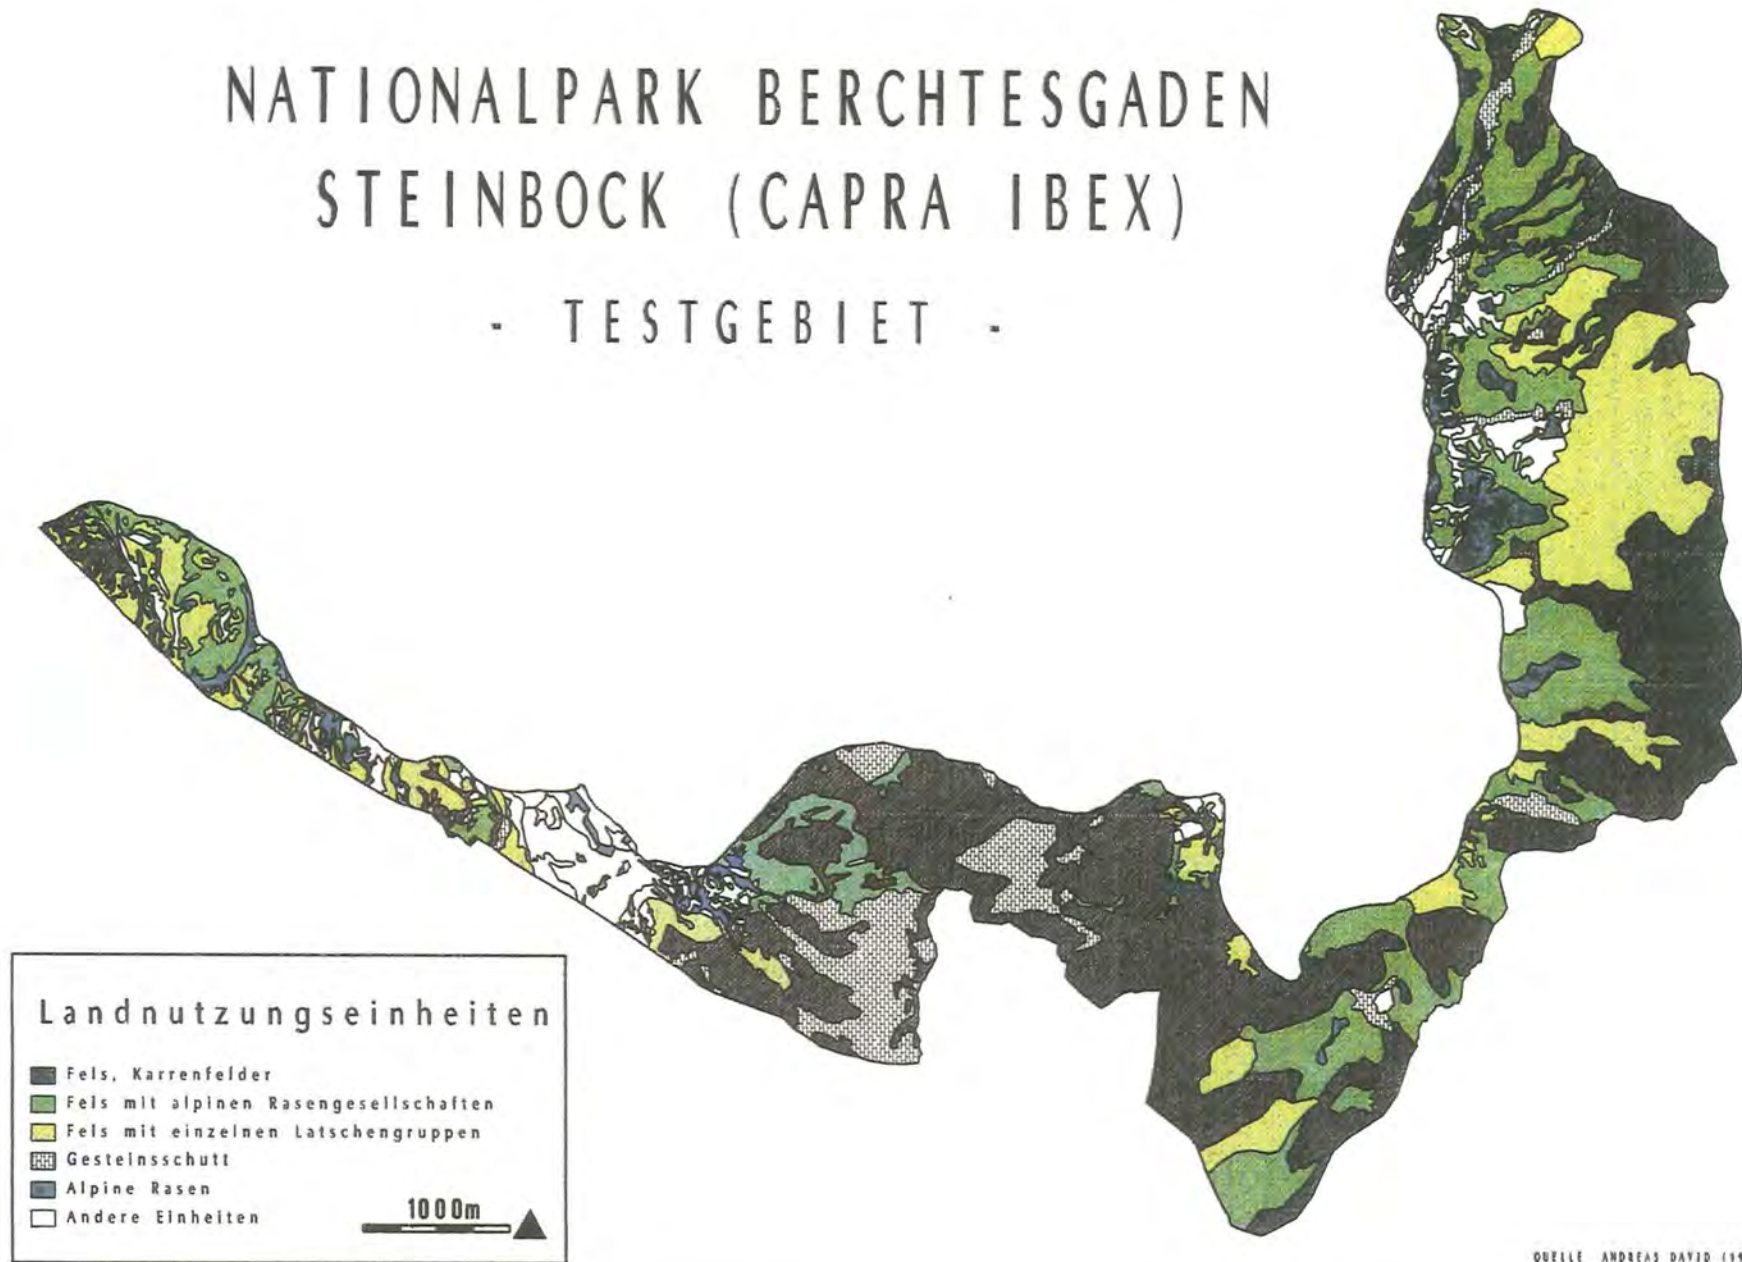 NATIONALPARK BERCHTESGADEN
STEINBOCK (CAPRA IBEX)
- TESTGEBIET -
Landnutzungseinheiten
Fels, Karrenfelder
Fels mit alpinen Rasengesellschaften
Fels mit einzelnen Latschengruppen
Gesteinsschutt
Alpine Rasen
Andere Einheiten
1000m
QUELLE ANDREAS DAVID